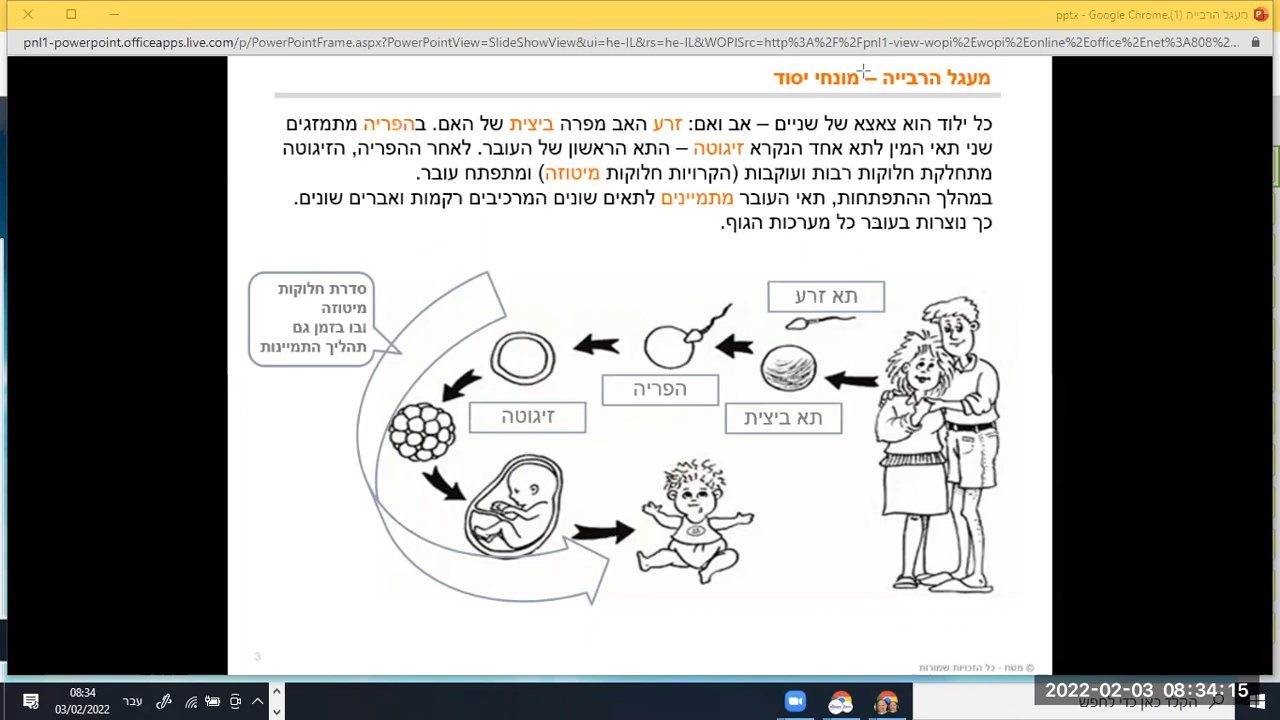 מעגל הרבייה (1).pptx - Google Chrome
pnl1-powerpoint.officeapps.live.com/p/PowerPointFrame.aspx?PowerPointView=SlideShowView&ui=he-IL&rs=he-IL&WOPISrc=http%3A%2F%2Fpnl1-view-wopi%2Ewopi%2Eonline%2Eoffice%2Enet%3A808%2...
מעגל הרבייה – מונחי יסוד
כל ילוד הוא צאצא של שניים – אב ואם: זרע האב מפרה ביצית של האם. בהפריה מתמזגים
שני תאי המין לתא אחד הנקרא זיגוטה – התא הראשון של העובר. לאחר ההפריה, הזיגוטה
מתחלקת חלוקות רבות ועוקבות (הקרויות חלוקות מיטוזה) ומתפתח עובר.
במהלך ההתפתחות, תאי העובר מתמיינים לתאים שונים המרכיבים רקמות ואברים שונים.
כך נוצרות בעובר כל מערכות הגוף.
תא זרע
תא ביצית
הפריה
זיגוטה
סדרת חלוקות
מיטוזה
ובו בזמן גם
תהליך התמיינות
© מטח - כל הזכויות שמורות
3
2022-02-03 08:34:15
הקלד כאן כדי לחפש
עבר
08:34
03/02/2022